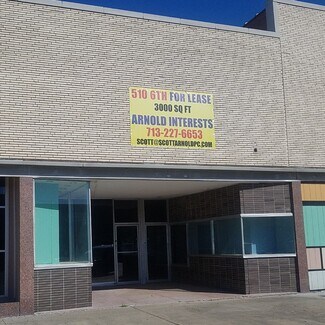 510 6TH FOR LEASE
3000 SQ FT
ARNOLD INTERESTS
713-227-6653
SCOTT@SCOTTARNOLDPC.COM